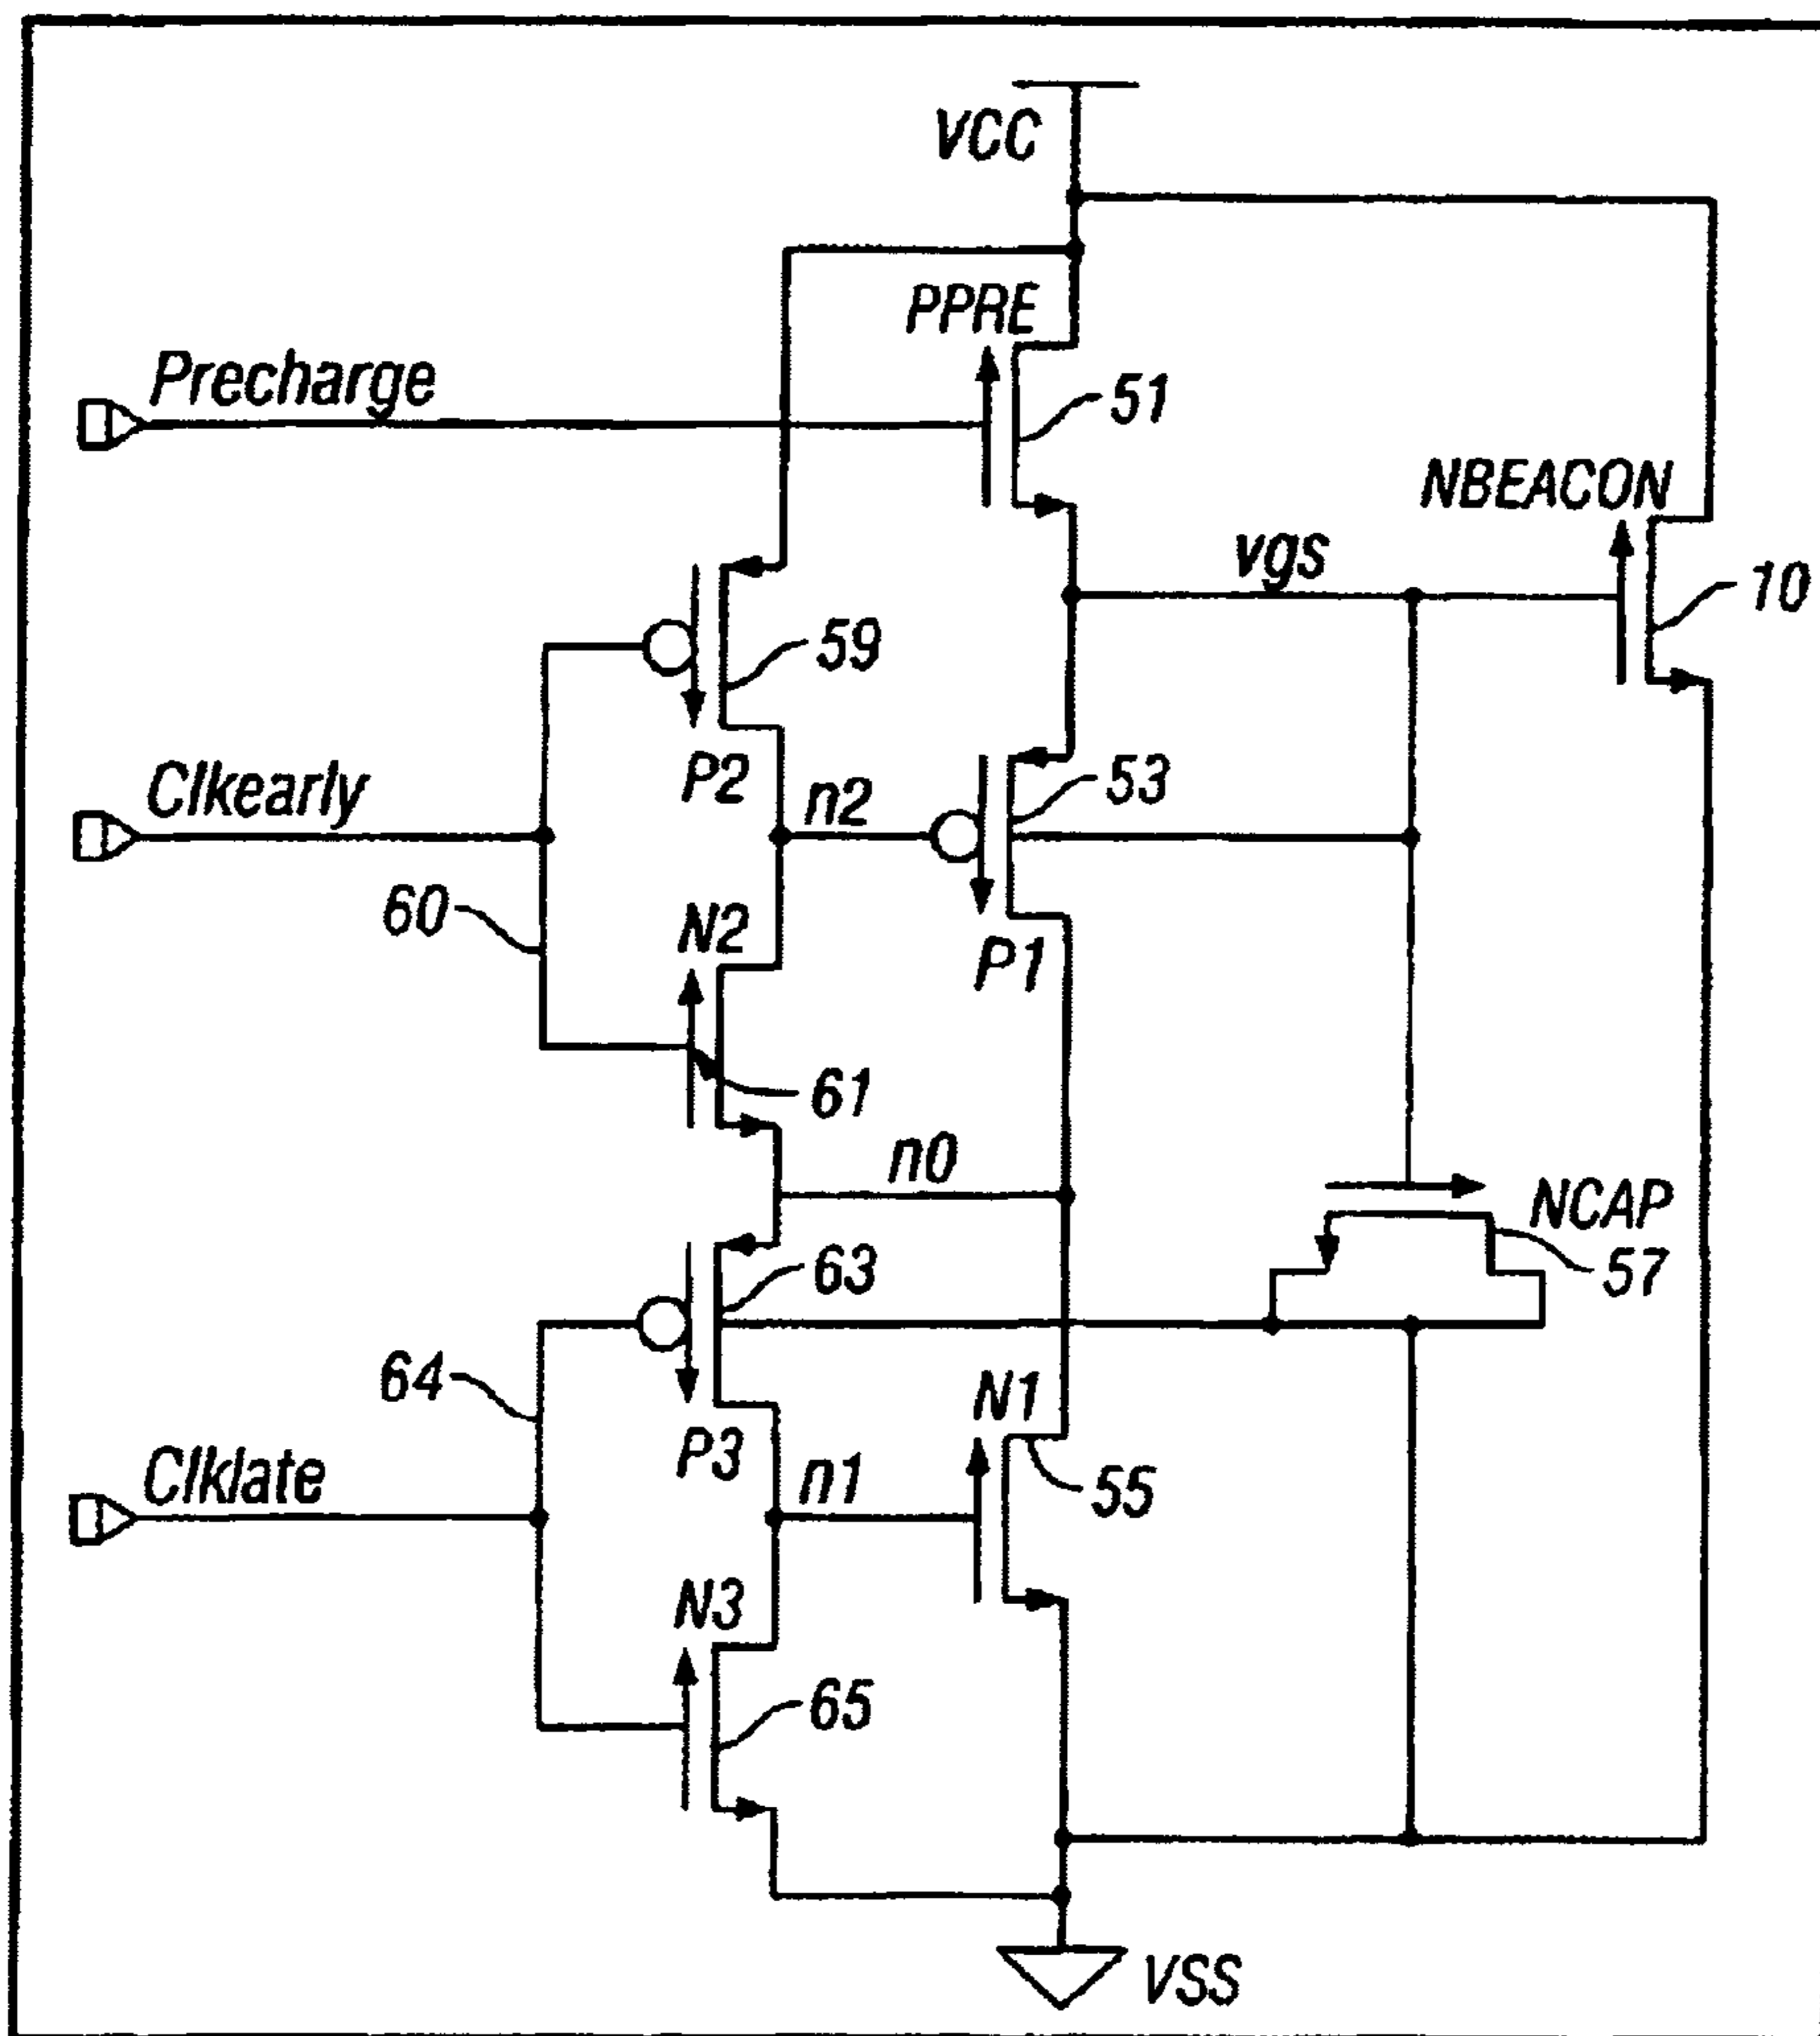 VCC
PPRE
Precharge
51
NBEACON
vgs
10
59
P2
Clkearly
n2
53
60
N2
P1
61
n0
NCAP
63
57
64
N1
P3
Clklate
n1
55
N3
65
VSS